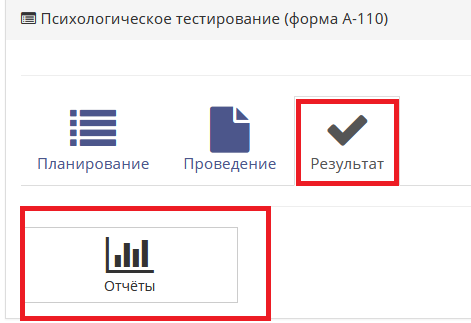 Психологическое тестирование (форма А-110)
Планирование Проведение Результат
Отчёты